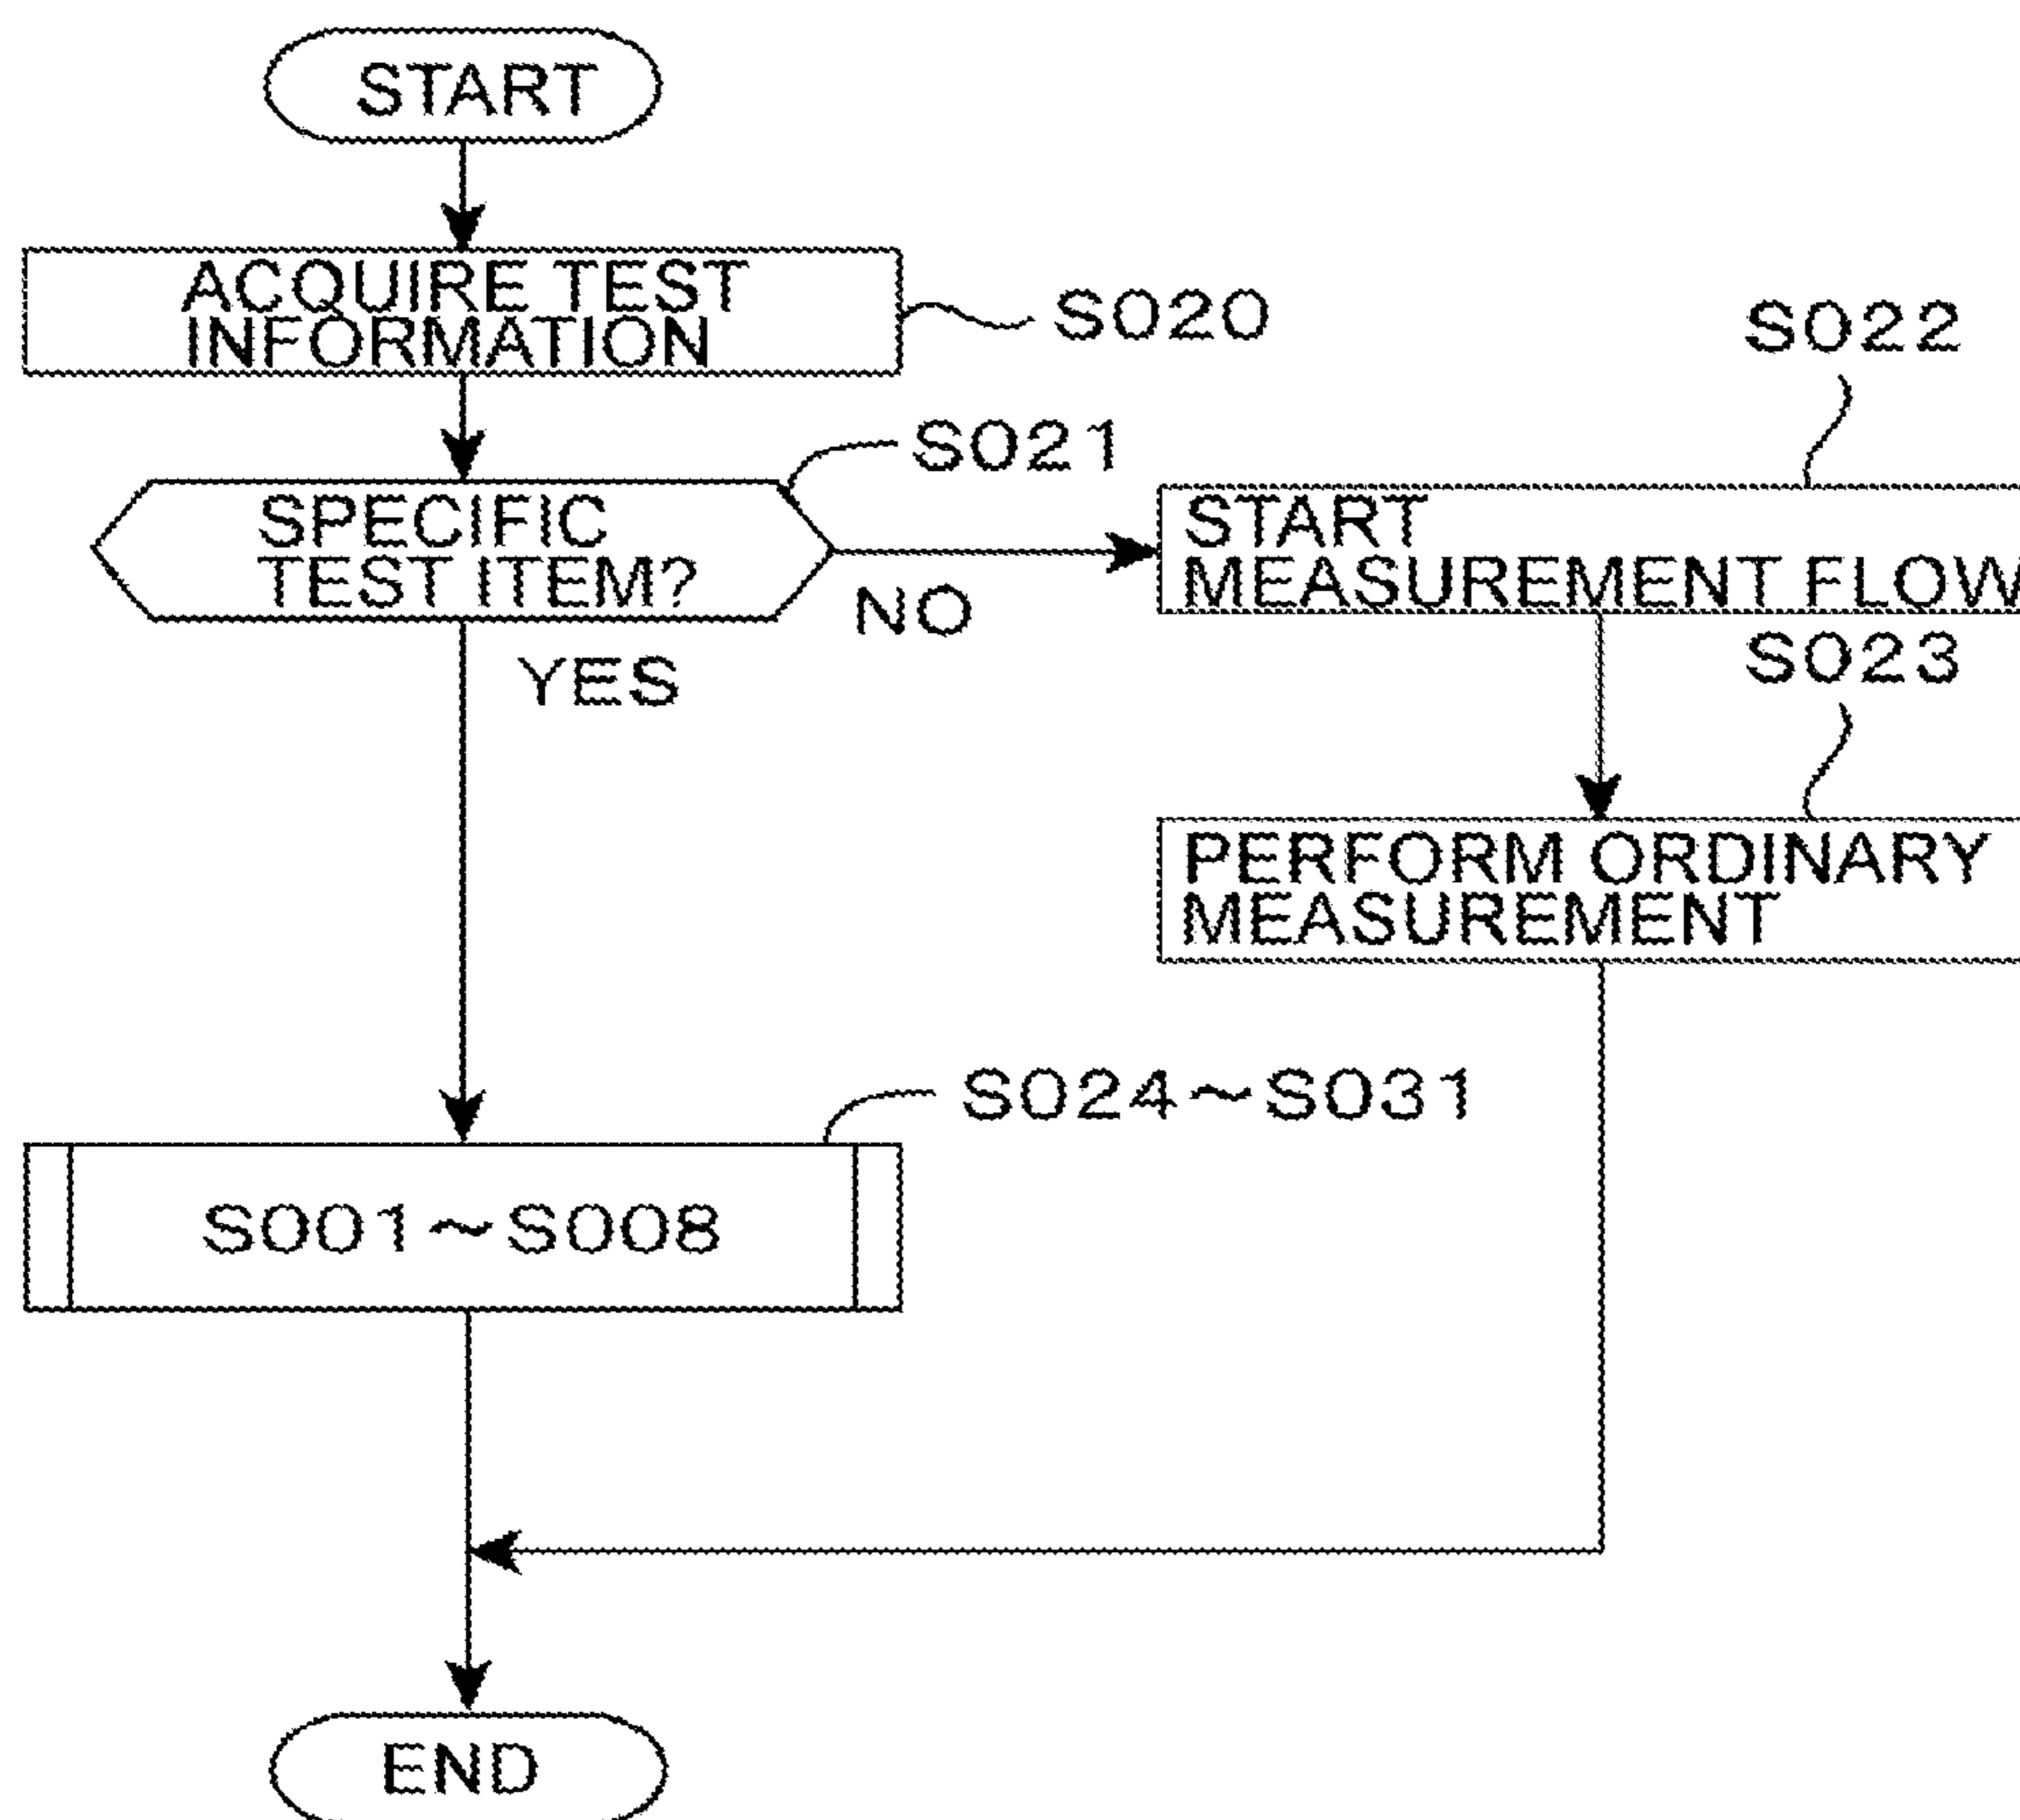 START
ACQUIRE TEST
INFORMATION
S020
S022
S021
SPECIFIC
TEST ITEM?
NO
YES
START
MEASUREMENT FLOW
S023
PERFORM ORDINARY
MEASUREMENT
S024~S031
S001~S008
END